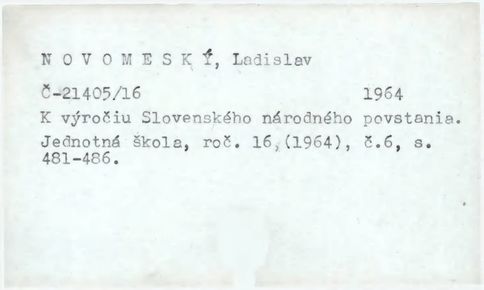 N O V O M E S K Ý, Ladislav
Č-21405/16 1964
K výročiu Slovenského národného povstania.
Jednotná škola, roč. 16,(1964), č.6, s.
481-486.